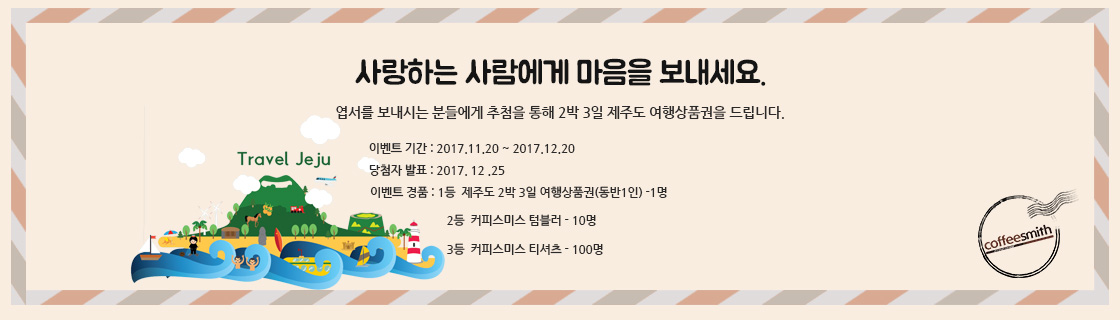 사랑하는 사람에게 마음을 보내세요.
엽서를 보내시는 분들에게 추첨을 통해 2박 3일 제주도 여행상품권을 드립니다.
Travel Jeju
이벤트 기간 : 2017.11.20 ~ 2017.12.20
당첨자 발표 : 2017. 12 .25
이벤트 경품 : 1등 제주도 2박 3일 여행상품권(동반1인) -1명
2등 커피스미스 텀블러 - 10명
3등 커피스미스 티셔츠 - 100명
coffeesmith